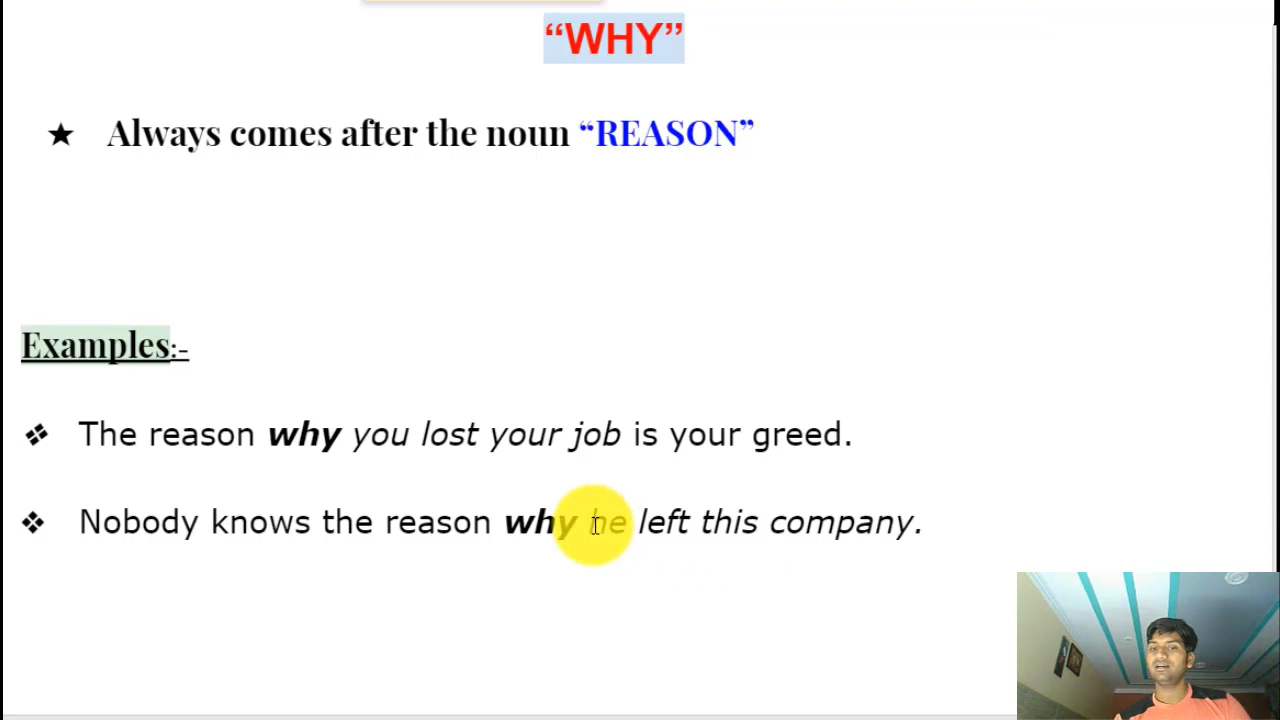 “WHY”
★ Always comes after the noun “REASON”
Examples:-
❖ The reason why you lost your job is your greed.
❖ Nobody knows the reason why he left this company.